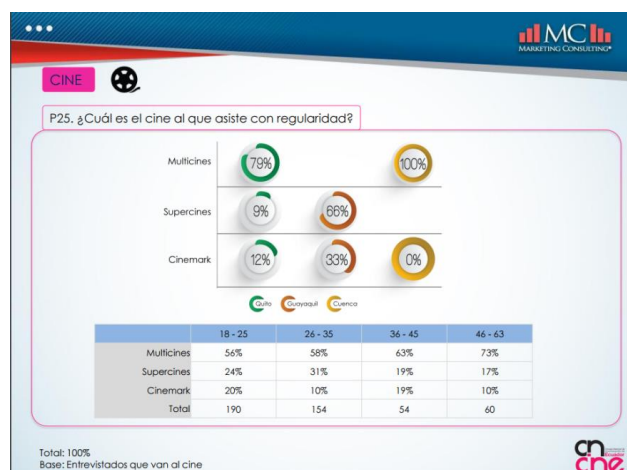 MC
MARKETING CONSULTING®
CINE
P25. ¿Cuál es el cine al que asiste con regularidad?
Multicines 79% 100%
Supercines 9% 66%
Cinemark 12% 33% 0%
Quito Guayaquil Cuenca
18 - 25 26 - 35 36 - 45 46 - 63
Multicines 56% 58% 63% 73%
Supercines 24% 31% 19% 17%
Cinemark 20% 10% 19% 10%
Total 190 154 54 60
Total: 100%
Base: Entrevistados que van al cine
cn
cne